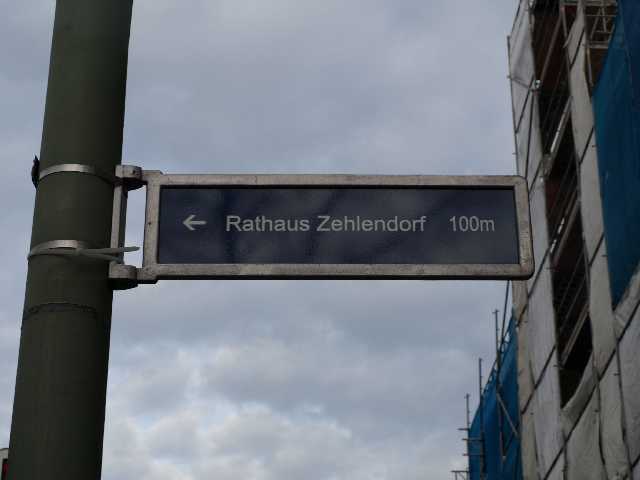 ← Rathaus Zehlendorf 100m